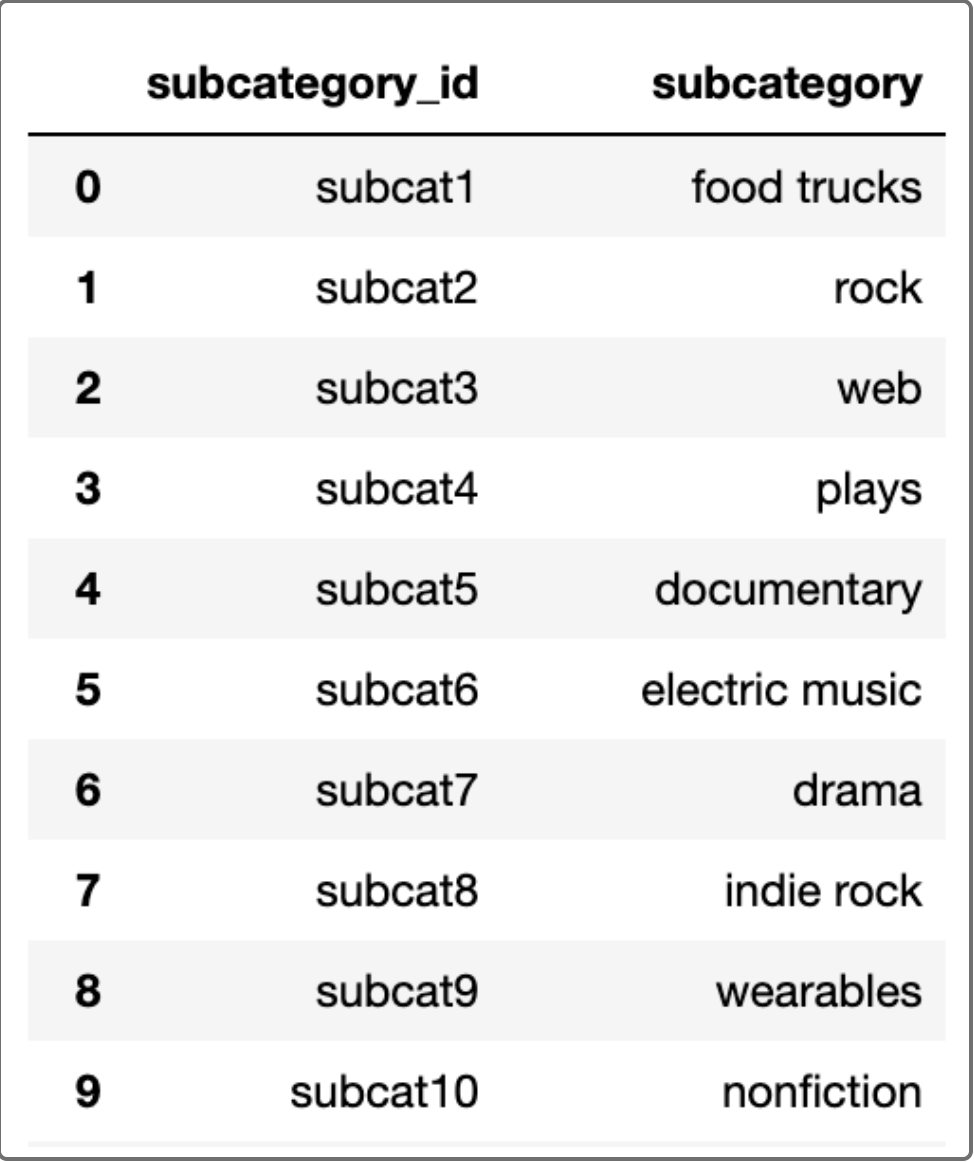 subcategory_id subcategory
0 subcat1 food trucks
1 subcat2 rock
2 subcat3 web
3 subcat4 plays
4 subcat5 documentary
5 subcat6 electric music
6 subcat7 drama
7 subcat8 indie rock
8 subcat9 wearables
9 subcat10 nonfiction